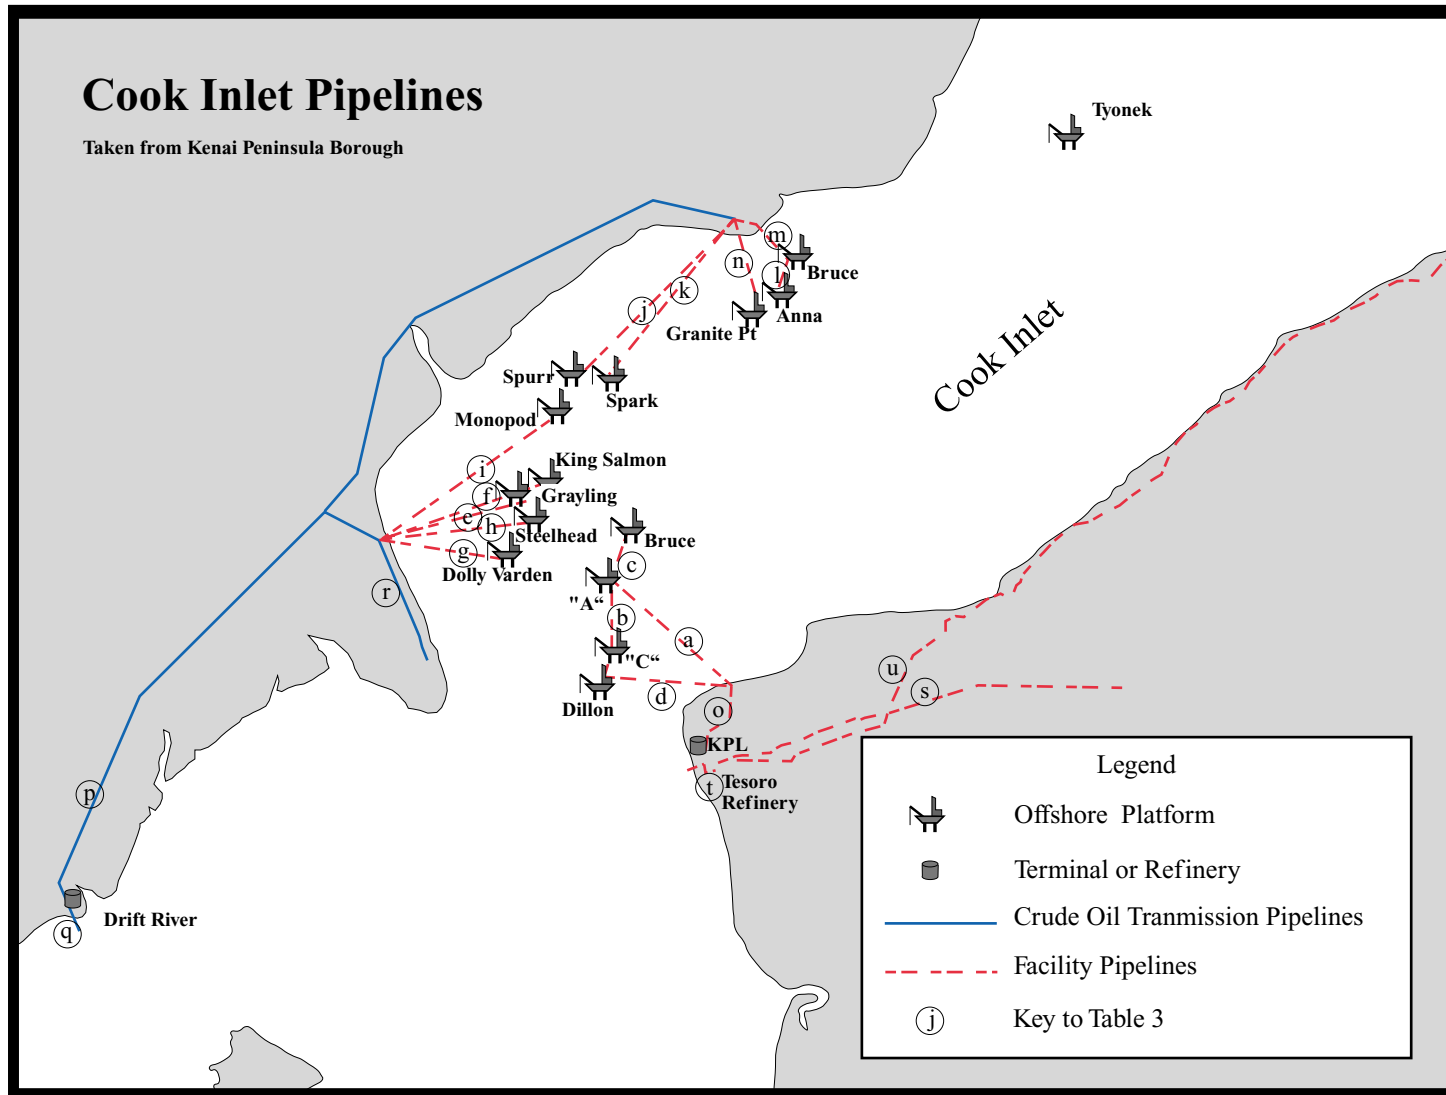 Cook Inlet Pipelines
Taken from Kenai Peninsula Borough
Tyonek
m
Bruce
n
l
k
Anna
j
Granite Pt
Cook Inlet
Spurr
Spark
Monopod
King Salmon
i
f
Grayling
e
h
Steelhead
Bruce
g
Dolly Varden
c
r
"A“
b
a
"C“
u
s
d
Dillon
o
KPL
t
Tesoro
Refinery
p
Drift River
q
Legend
Offshore Platform
Terminal or Refinery
Crude Oil Tranmission Pipelines
Facility Pipelines
j
Key to Table 3